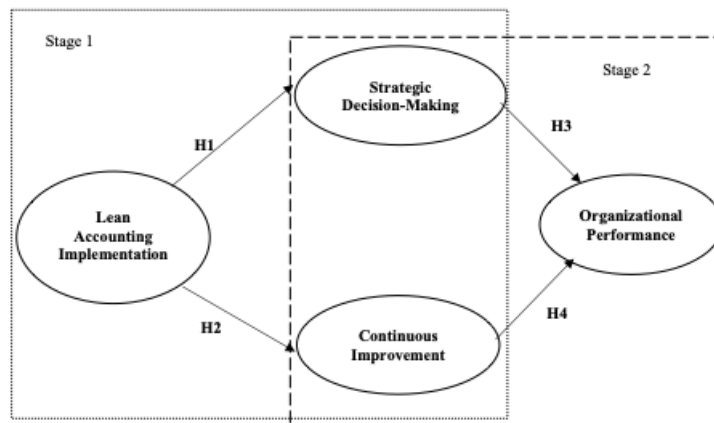 Stage 1
Strategic
Decision-Making
Stage 2
H1
H3
Lean
Accounting
Implementation
Organizational
Performance
H2
Continuous
Improvement
H4